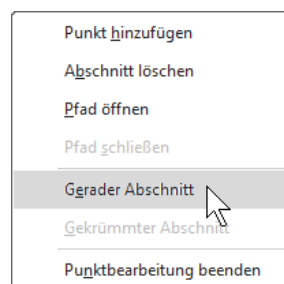 Punkt hinzufügen
Abschnitt löschen
Pfad öffnen
Pfad schließen
Gerader Abschnitt
Gekrümmter Abschnitt
Punktbearbeitung beenden